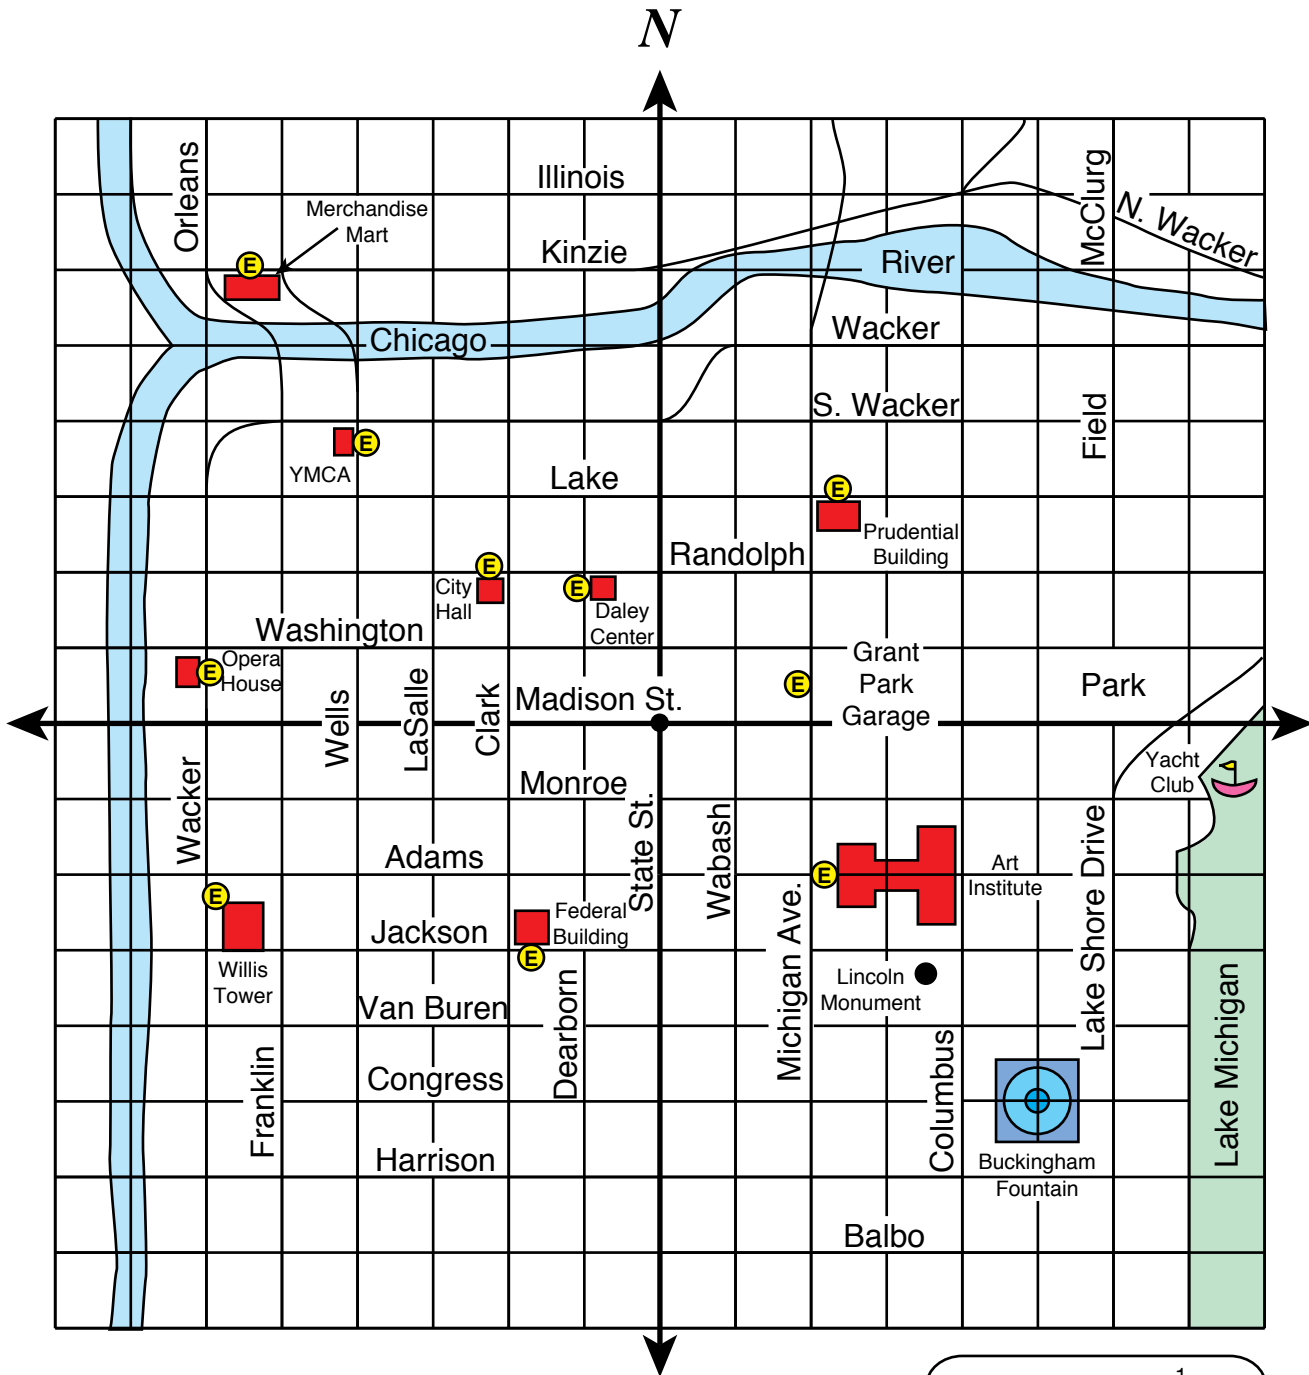 N
Illinois
Orleans
McClurg
Merchandise
Mart
N. Wacker
Kinzie
River
E
Chicago
Wacker
S. Wacker
Field
E
YMCA
Lake
E
Prudential
Building
Randolph
E
City
Hall
E
Daley
Center
Washington
Opera
House
E
Grant
Park
Garage
E
Park
Wells
LaSalle
Clark
Madison St.
Yacht
Club
Monroe
Wacker
State St.
Wabash
Adams
E
Art
Institute
Lake Shore Drive
E
Willis
Tower
Federal
Building
E
Jackson
Michigan Ave.
Lincoln
Monument
Van Buren
Dearborn
Lake Michigan
Congress
Franklin
Columbus
Harrison
Buckingham
Fountain
Balbo
1